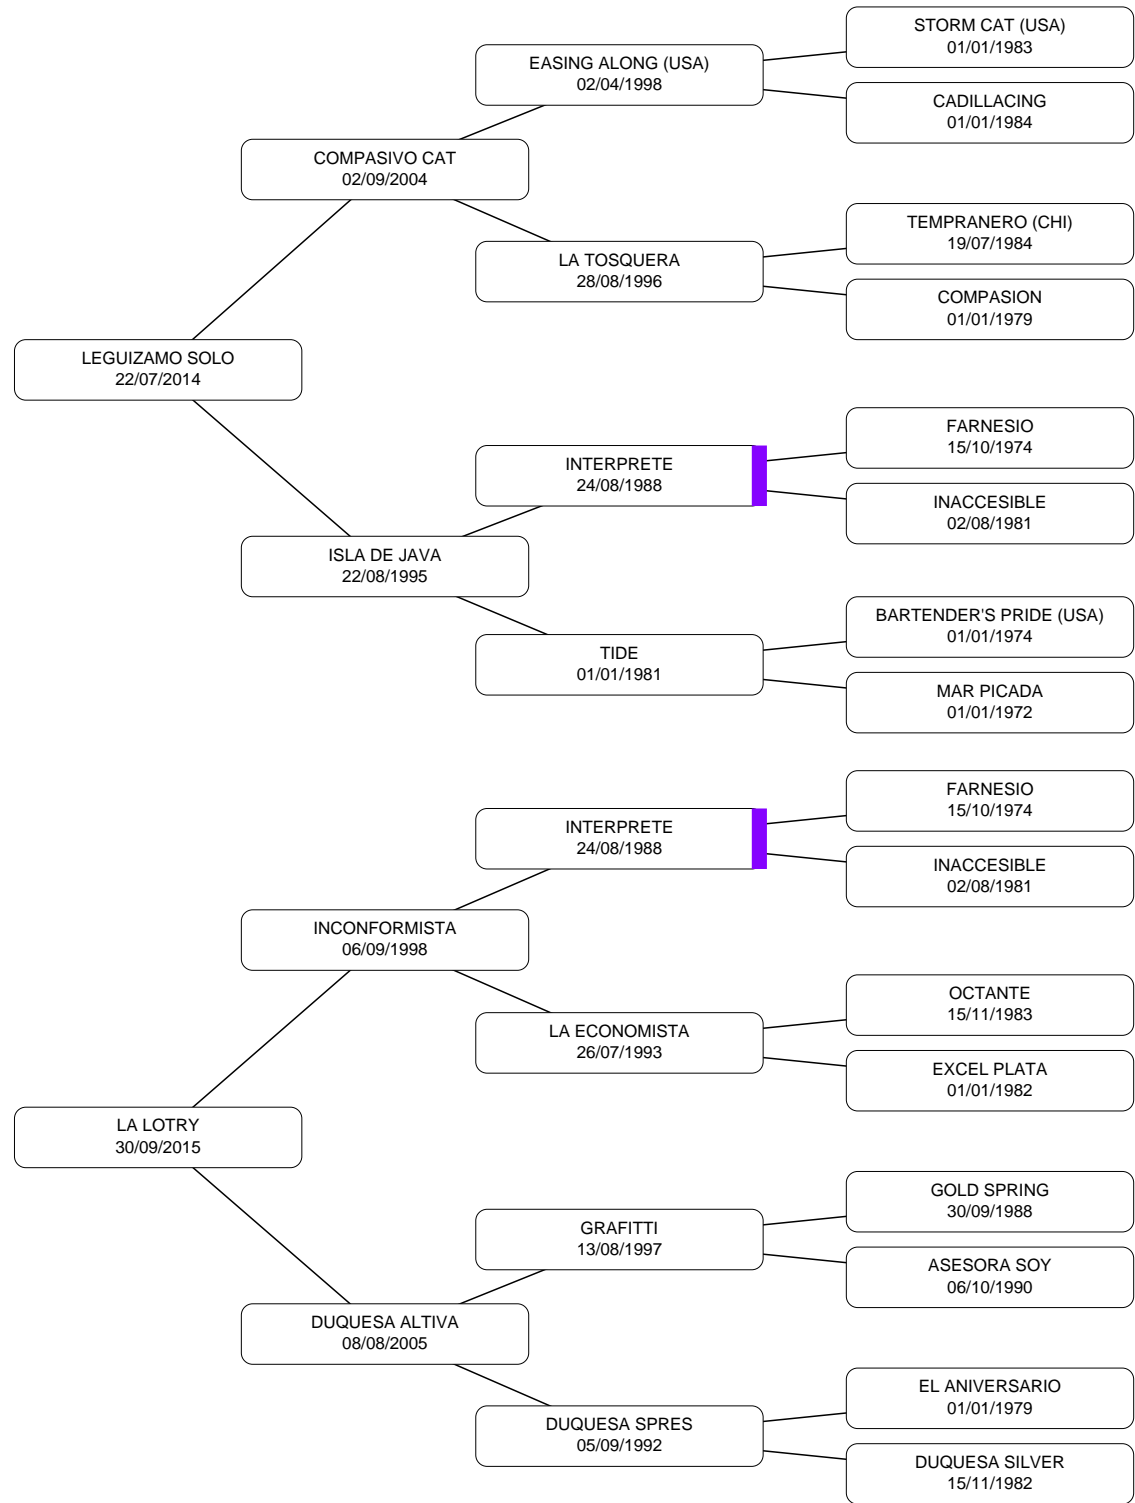 STORM CAT (USA)
01/01/1983
EASING ALONG (USA)
02/04/1998
CADILLACING
01/01/1984
COMPASIVO CAT
02/09/2004
TEMPRANERO (CHI)
19/07/1984
LA TOSQUERA
28/08/1996
COMPASION
01/01/1979
LEGUIZAMO SOLO
22/07/2014
FARNESIO
15/10/1974
INTERPRETE
24/08/1988
INACCESIBLE
02/08/1981
ISLA DE JAVA
22/08/1995
BARTENDER'S PRIDE (USA)
01/01/1974
TIDE
01/01/1981
MAR PICADA
01/01/1972
FARNESIO
15/10/1974
INTERPRETE
24/08/1988
INACCESIBLE
02/08/1981
INCONFORMISTA
06/09/1998
OCTANTE
15/11/1983
LA ECONOMISTA
26/07/1993
EXCEL PLATA
01/01/1982
LA LOTRY
30/09/2015
GOLD SPRING
30/09/1988
GRAFITTI
13/08/1997
ASESORA SOY
06/10/1990
DUQUESA ALTIVA
08/08/2005
EL ANIVERSARIO
01/01/1979
DUQUESA SPRES
05/09/1992
DUQUESA SILVER
15/11/1982